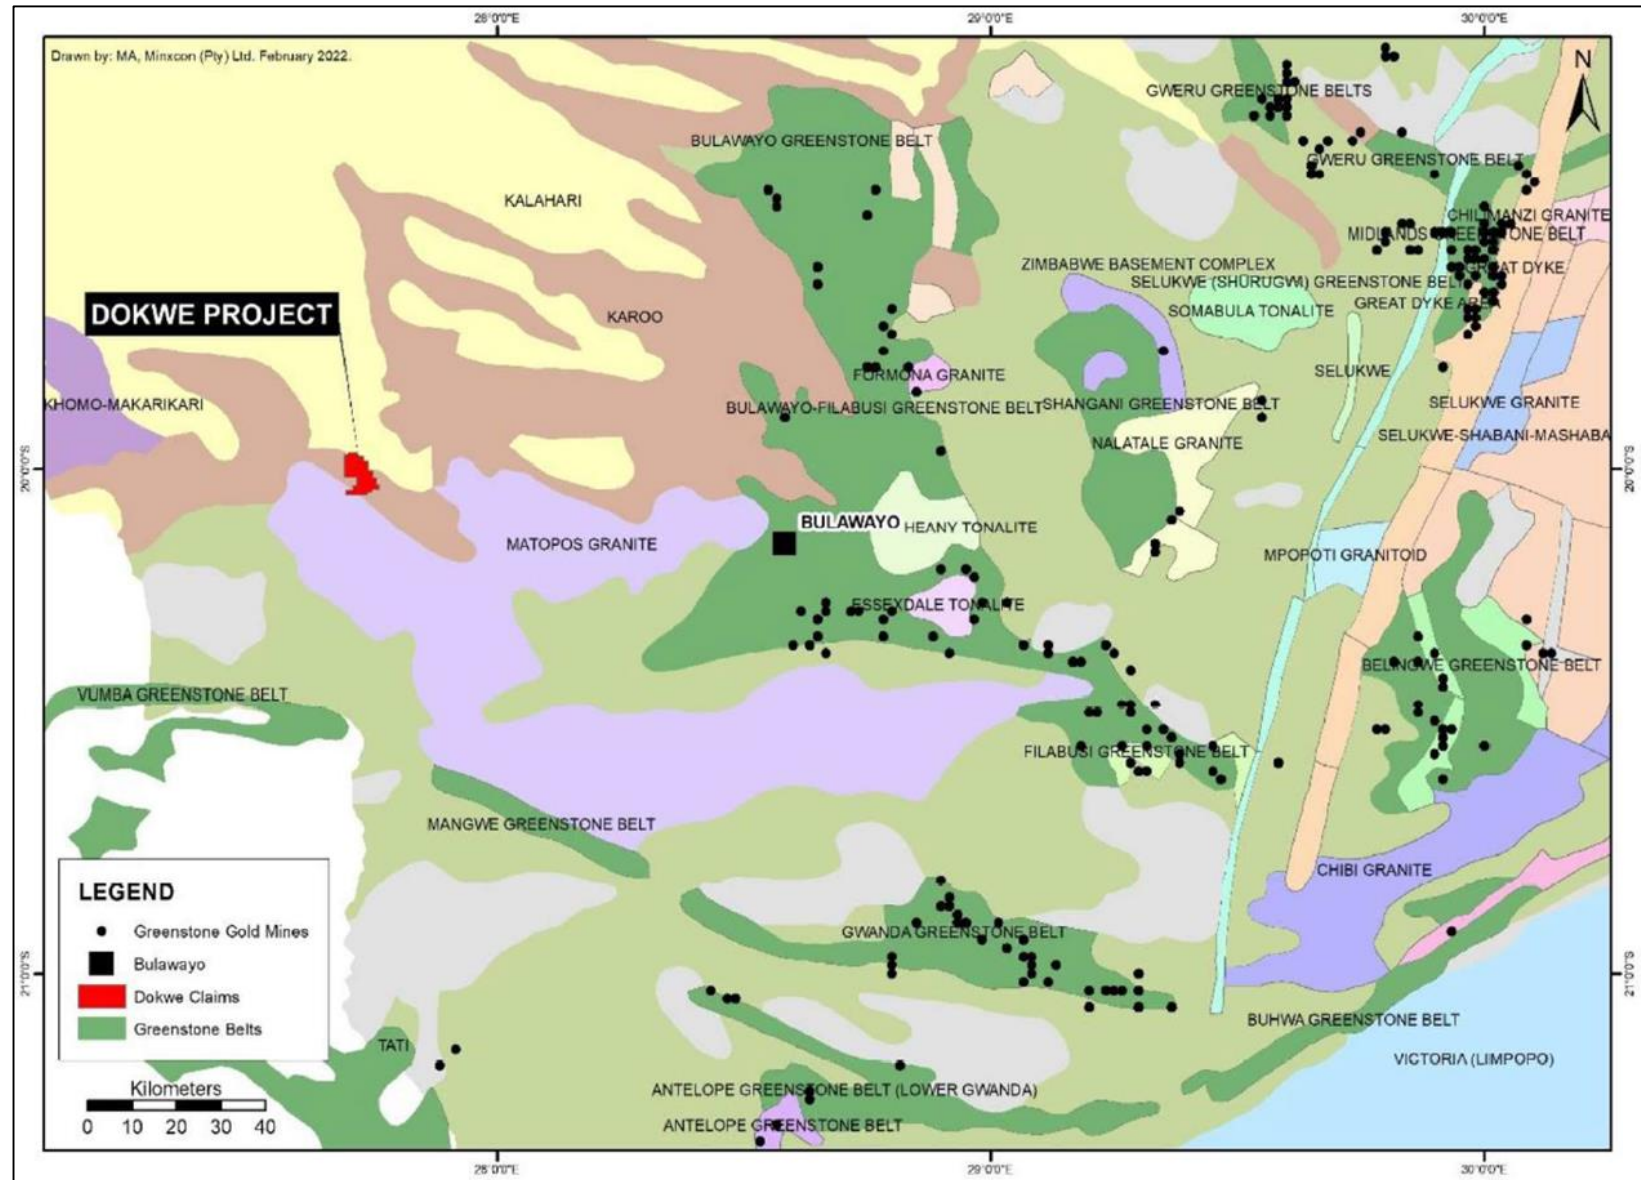 28°0'0"E 29°0'0"E 30°0'0"E
Drawn by: MA, Minxcon (Pty) Ltd. February 2022.
N
GWERU GREENSTONE BELTS
BULAWAYO GREENSTONE BELT
GWERU GREENSTONE BELT
KALAHARI
CHILIMANZI GRANITE
MIDLANDS GREENSTONE BELT
ZIMBABWE BASEMENT COMPLEX
GREAT DYKE
SELUKWE (SHURUGWI) GREENSTONE BELT
GREAT DYKE AREA
SOMABULA TONALITE
DOKWE PROJECT
KAROO
FORMONA GRANITE
SELUKWE
KHOMO-MAKARIKARI
BULAWAYO-FILABUSI GREENSTONE BELT
SHANGANI GREENSTONE BELT
SELUKWE GRANITE
NALATALE GRANITE
SELUKWE-SHABANI-MASHABA
20°0'0"S 20°0'0"S
BULAWAYO
HEANY TONALITE
MATOPOS GRANITE
MPOPOTI GRANITOID
ESSEXDALE TONALITE
BELINGWE GREENSTONE BELT
VUMBA GREENSTONE BELT
FILABUSI GREENSTONE BELT
MANGWE GREENSTONE BELT
CHIBI GRANITE
GWANDA GREENSTONE BELT
21°0'0"S 21°0'0"S
BUHWA GREENSTONE BELT
TATI
VICTORIA (LIMPOPO)
ANTELOPE GREENSTONE BELT (LOWER GWANDA)
ANTELOPE GREENSTONE BELT
LEGEND
Greenstone Gold Mines
Bulawayo
Dokwe Claims
Greenstone Belts
Kilometers
0 10 20 30 40
28°0'0"E 29°0'0"E 30°0'0"E